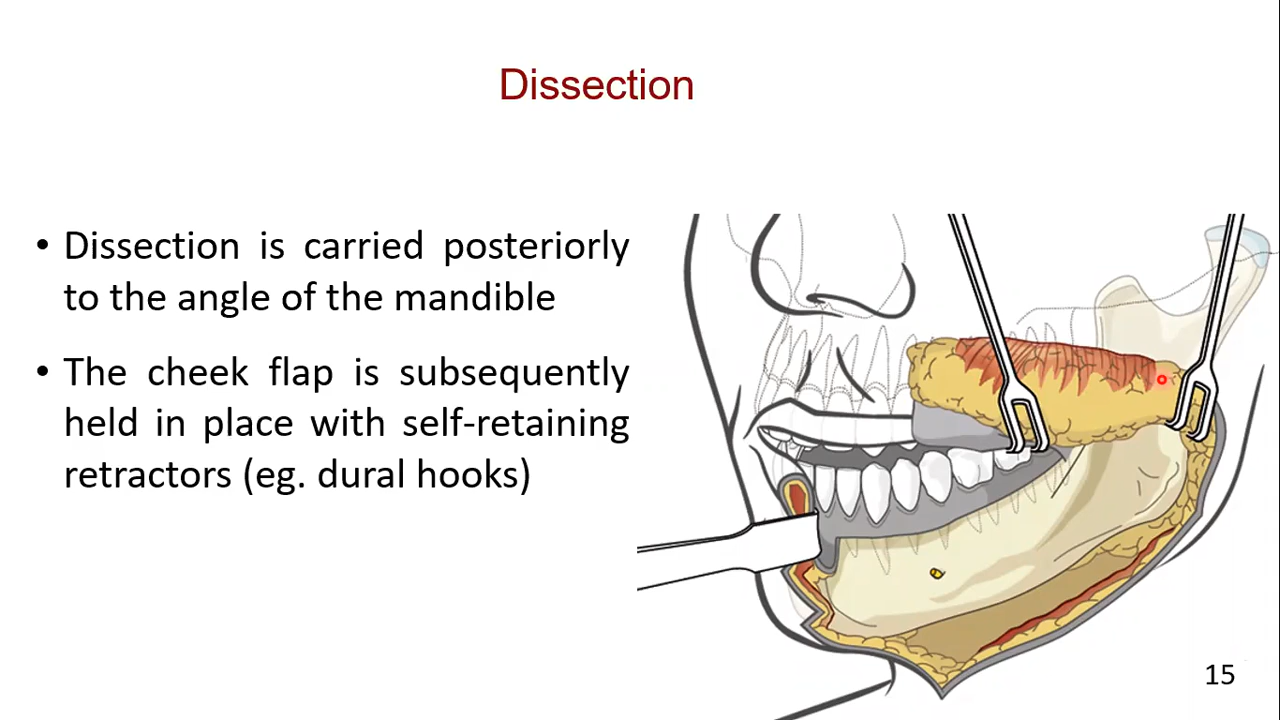 Dissection
• Dissection is carried posteriorly
to the angle of the mandible
• The cheek flap is subsequently
held in place with self-retaining
retractors (eg. dural hooks)
15